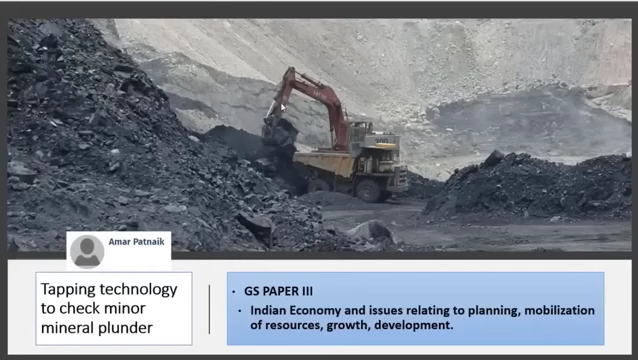 Amar Patnaik
Tapping technology
to check minor
mineral plunder
GS PAPER III
Indian Economy and issues relating to planning, mobilization
of resources, growth, development.